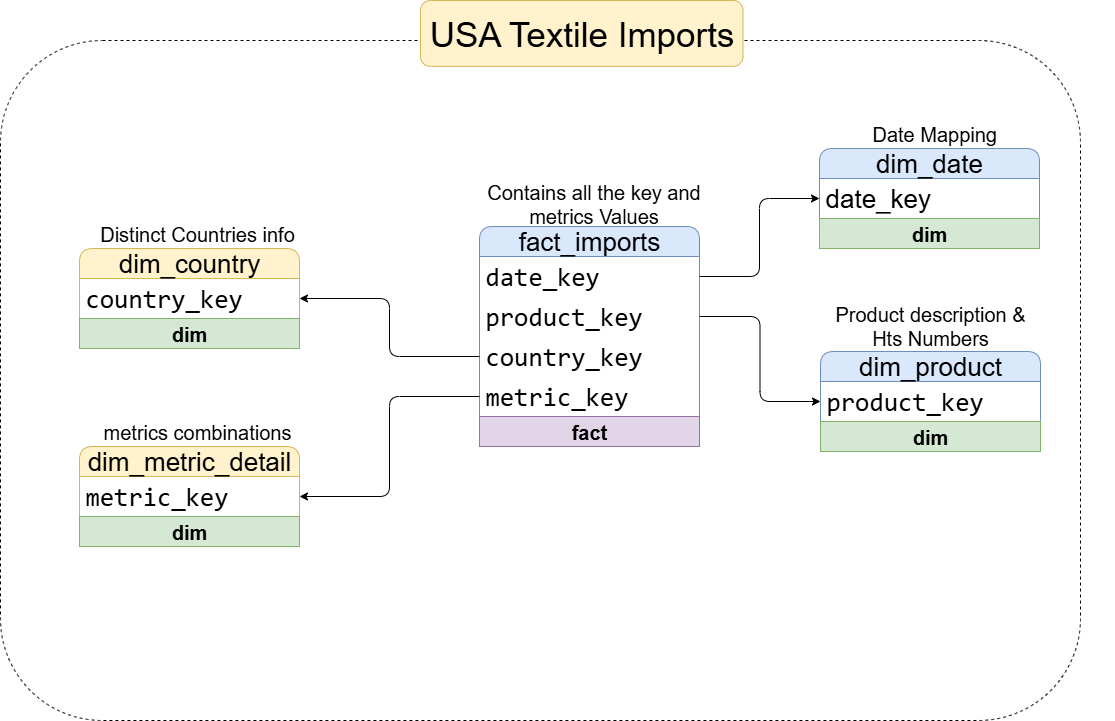 USA Textile Imports
Date Mapping
dim_date
date_key
dim
Contains all the key and
metrics Values
fact_imports
date_key
product_key
country_key
metric_key
fact
Distinct Countries info
dim_country
country_key
dim
Product description &
Hts Numbers
dim_product
product_key
dim
metrics combinations
dim_metric_detail
metric_key
dim